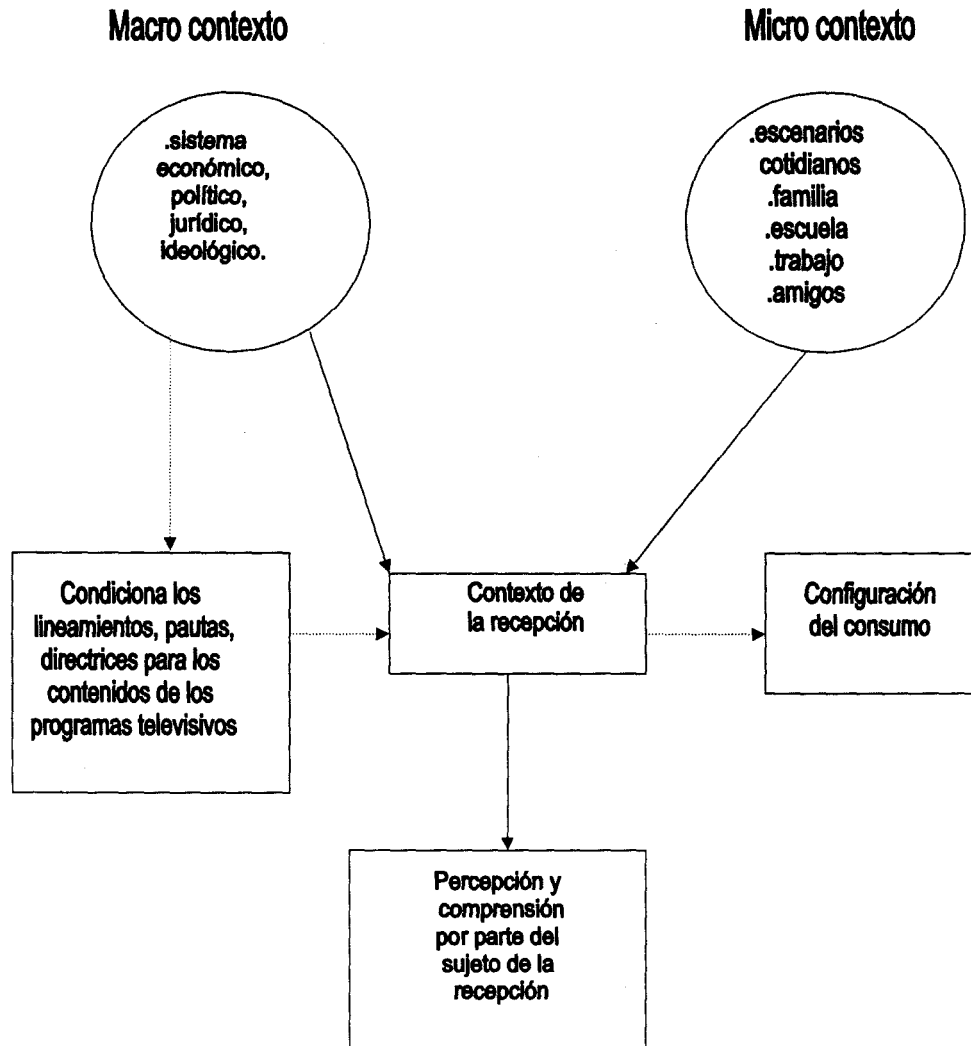 Macro contexto
Micro contexto
.sistema
económico,
político,
jurídico,
ideológico.
.escenarios
cotidianos
.familia
.escuela
.trabajo
.amigos
Condiciona los
lineamientos, pautas,
directrices para los
contenidos de los
programas televisivos
Contexto de
la recepción
Configuración
del consumo
Percepción y
comprensión
por parte del
sujeto de la
recepción